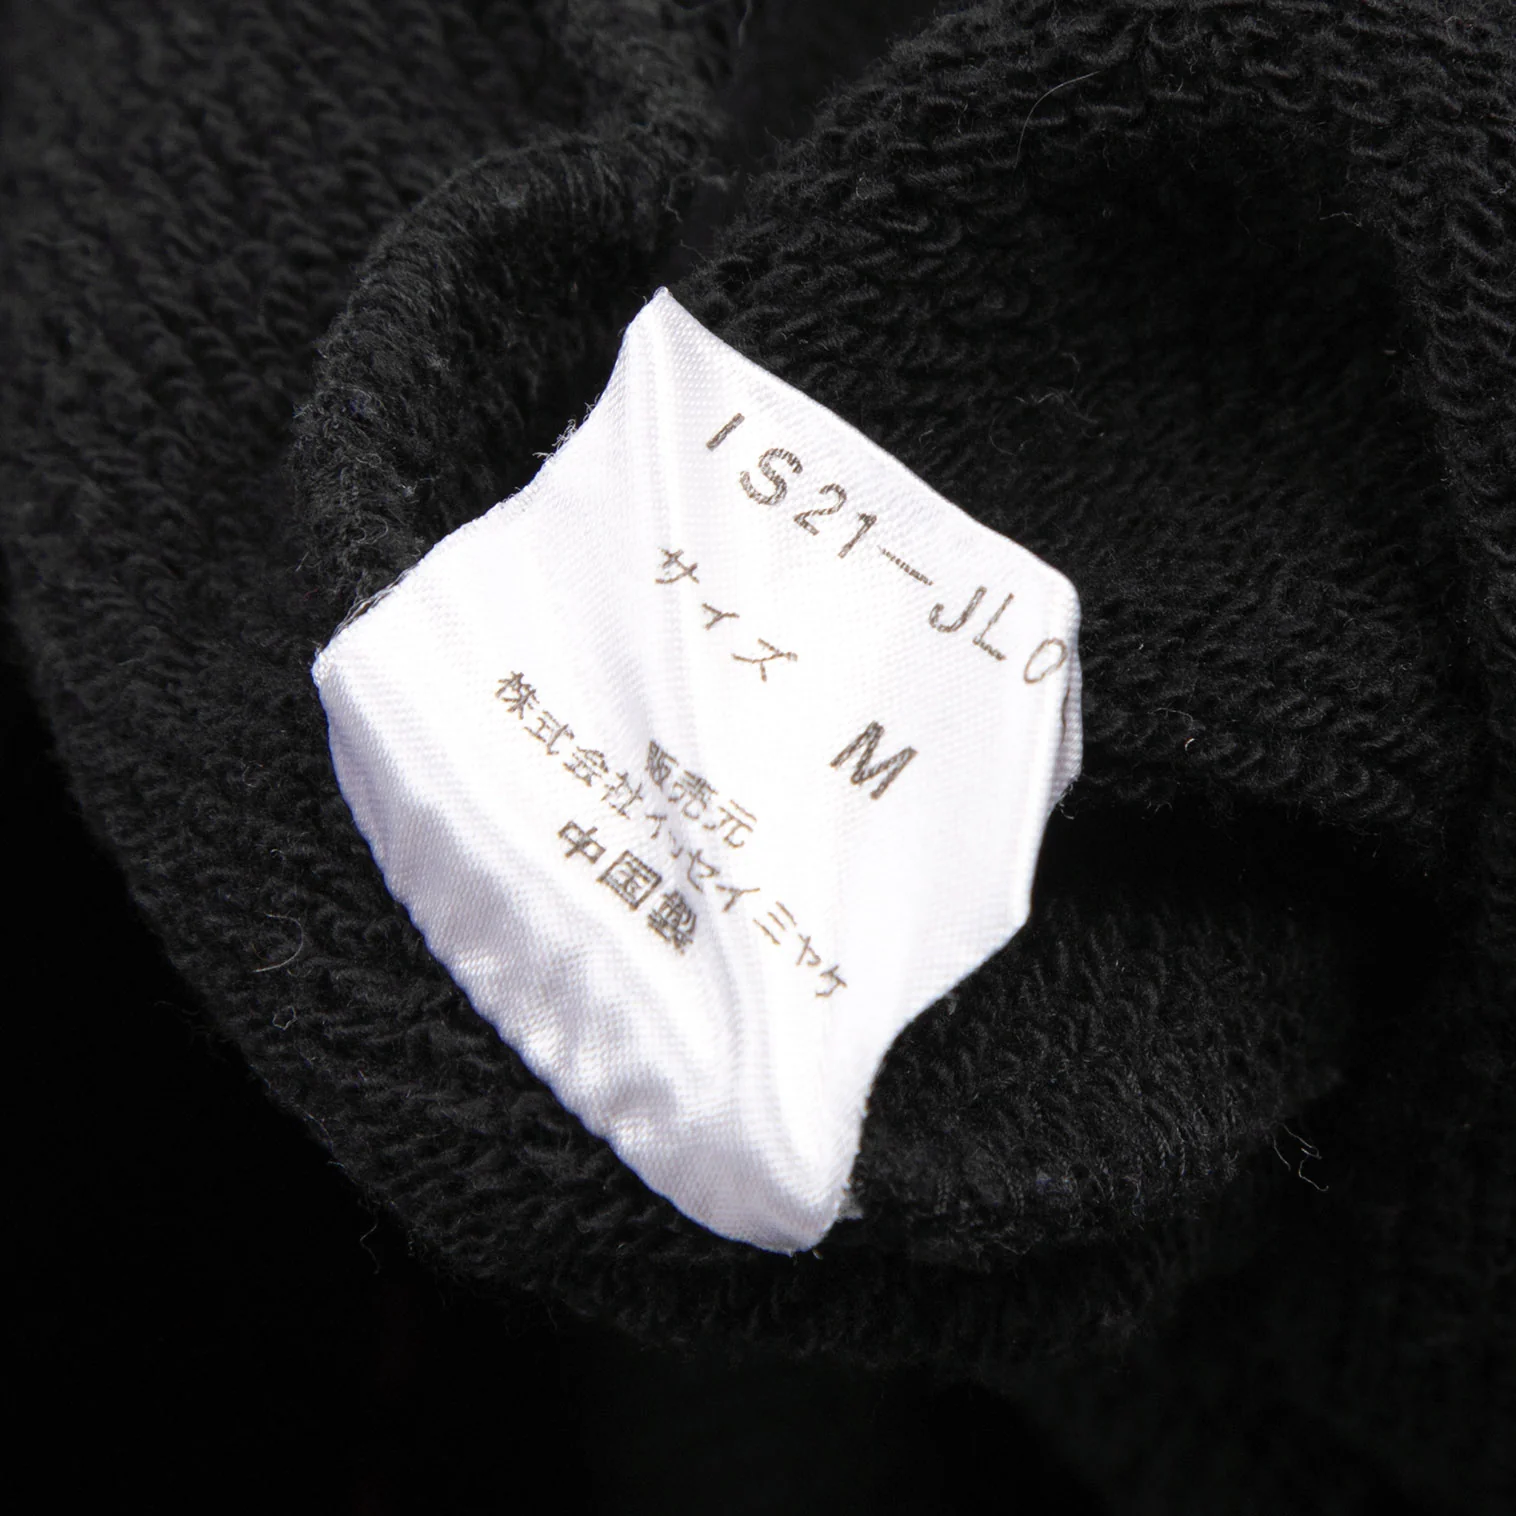 IS21-JL0
サイズ
M
販売元
株式会社イッセイミヤケ
中国製